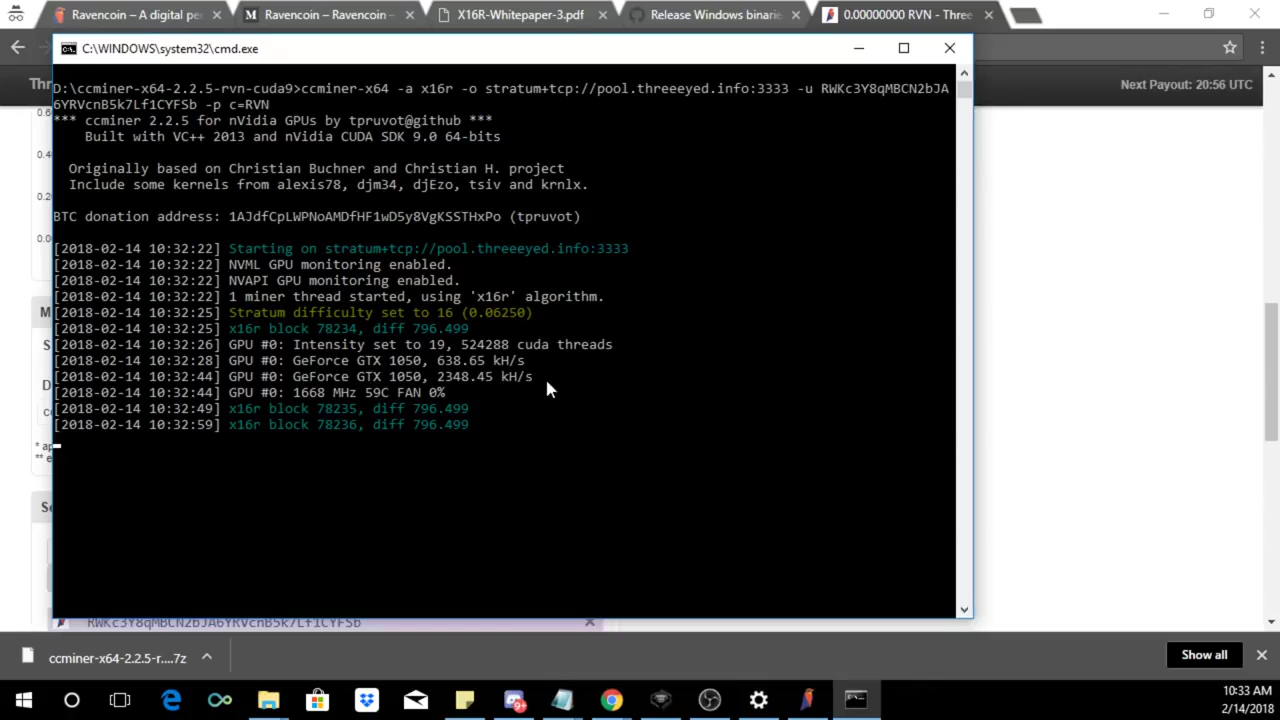 Ravencoin – A digital pe
Ravencoin – Ravencoin -
X16R-Whitepaper-3.pdf
Release Windows binarie
0.00000000 RVN - Three
C:\WINDOWS\system32\cmd.exe
Next Payout: 20:56 UTC
D:\ccminer-x64-2.2.5-rvn-cuda9>ccminer-x64 -a x16r -o stratum+tcp://pool.threeeyed.info:3333 -u RWKc3Y8qMBCN2bJA
6YRVcnB5k7Lf1CYFSb -p c=RVN
*** ccminer 2.2.5 for nVidia GPUs by tpruvot@github ***
Built with VC++ 2013 and nVidia CUDA SDK 9.0 64-bits
Originally based on Christian Buchner and Christian H. project
Include some kernels from alexis78, djm34, djEzo, tsiv and krnlx.
BTC donation address: 1AJdfCpLWPNoAMDfHF1wD5y8VgKSSTHxPo (tpruvot)
[2018-02-14 10:32:22] Starting on stratum+tcp://pool.threeeyed.info:3333
[2018-02-14 10:32:22] NVML GPU monitoring enabled.
[2018-02-14 10:32:22] NVAPI GPU monitoring enabled.
[2018-02-14 10:32:22] 1 miner thread started, using 'x16r' algorithm.
[2018-02-14 10:32:25] Stratum difficulty set to 16 (0.06250)
[2018-02-14 10:32:25] x16r block 78234, diff 796.499
[2018-02-14 10:32:26] GPU #0: Intensity set to 19, 524288 cuda threads
[2018-02-14 10:32:28] GPU #0: GeForce GTX 1050, 638.65 kH/s
[2018-02-14 10:32:44] GPU #0: GeForce GTX 1050, 2348.45 kH/s
[2018-02-14 10:32:44] GPU #0: 1668 MHz 59C FAN 0%
[2018-02-14 10:32:49] x16r block 78235, diff 796.499
[2018-02-14 10:32:59] x16r block 78236, diff 796.499
RWKc3Y8qMBCN2bJA6YRVcnB5k7Lf1CYFSb
ccminer-x64-2.2.5-r....7z
Show all
10:33 AM
2/14/2018